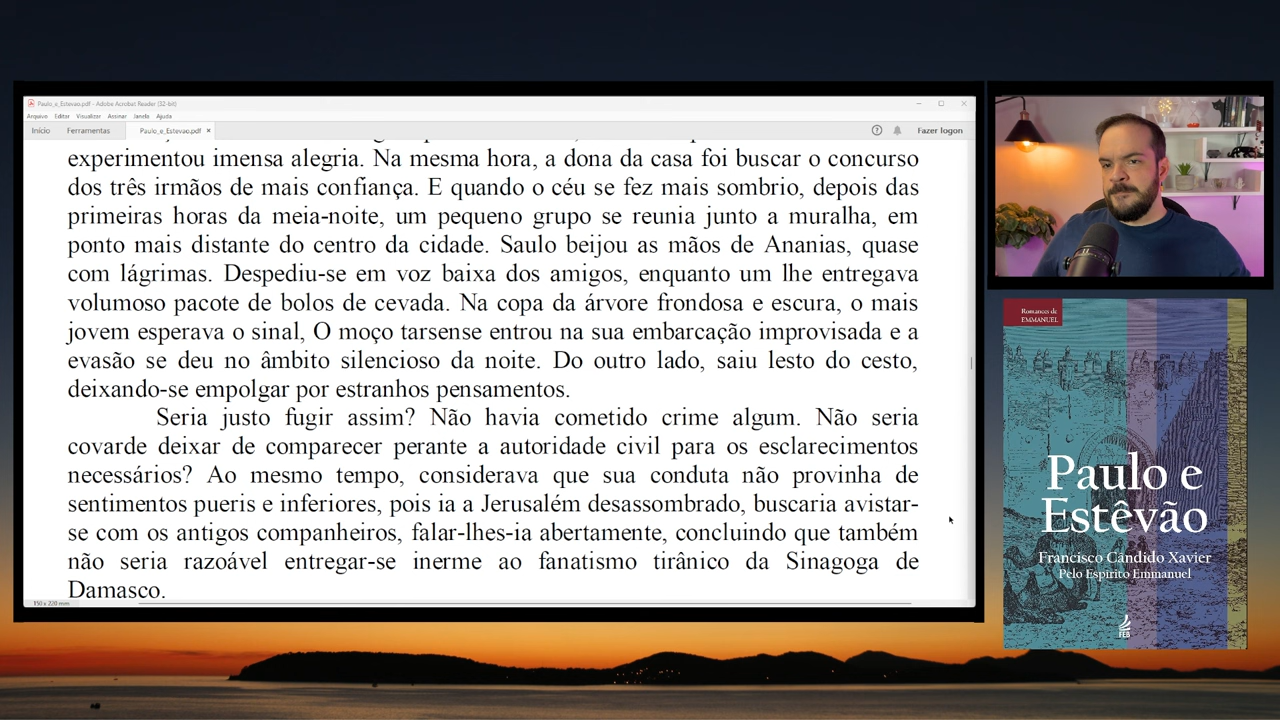 Paulo_e_Estevao.pdf - Adobe Acrobat Reader (32-bit)
Arquivo Editar Visualizar Assinar Janela Ajuda
Início Ferramentas Paulo_e_Estevao.pdf × Fazer logon
experimentou imensa alegria. Na mesma hora, a dona da casa foi buscar o concurso
dos três irmãos de mais confiança. E quando o céu se fez mais sombrio, depois das
primeiras horas da meia-noite, um pequeno grupo se reunia junto a muralha, em
ponto mais distante do centro da cidade. Saulo beijou as mãos de Ananias, quase
com lágrimas. Despediu-se em voz baixa dos amigos, enquanto um lhe entregava
volumoso pacote de bolos de cevada. Na copa da árvore frondosa e escura, o mais
jovem esperava o sinal, O moço tarsense entrou na sua embarcação improvisada e a
evasão se deu no âmbito silencioso da noite. Do outro lado, saiu lesto do cesto,
deixando-se empolgar por estranhos pensamentos.
Seria justo fugir assim? Não havia cometido crime algum. Não seria
covarde deixar de comparecer perante a autoridade civil para os esclarecimentos
necessários? Ao mesmo tempo, considerava que sua conduta não provinha de
sentimentos pueris e inferiores, pois ia a Jerusalém desassombrado, buscaria avistar-
se com os antigos companheiros, falar-lhes-ia abertamente, concluindo que também
não seria razoável entregar-se inerme ao fanatismo tirânico da Sinagoga de
Damasco.
150 x 220 mm
Romances de
EMMANUEL
Paulo e
Estêvão
Francisco Cândido Xavier
Pelo Espírito Emmanuel
FEB